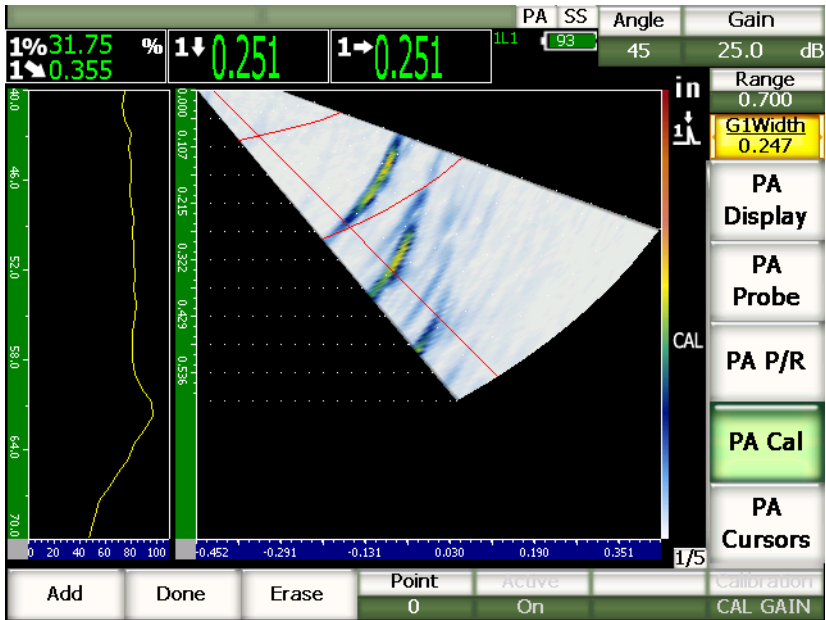 PA SS Angle Gain
1%31.75 % 1 0.251 1 0.251 1L1 93 45 25.0 dB
1 0.355
in Range
0.700
1 G1Width
0.247
40.0 46.0 52.0 58.0 64.0 70.0
0.000 0.107 0.215 0.322 0.429 0.536
PA
Display
PA
Probe
CAL PA P/R
PA Cal
PA
Cursors
0 20 40 60 80 100 -0.452 -0.291 -0.131 0.030 0.190 0.351 1/5
Add Done Erase Point Active Calibration
0 On CAL GAIN